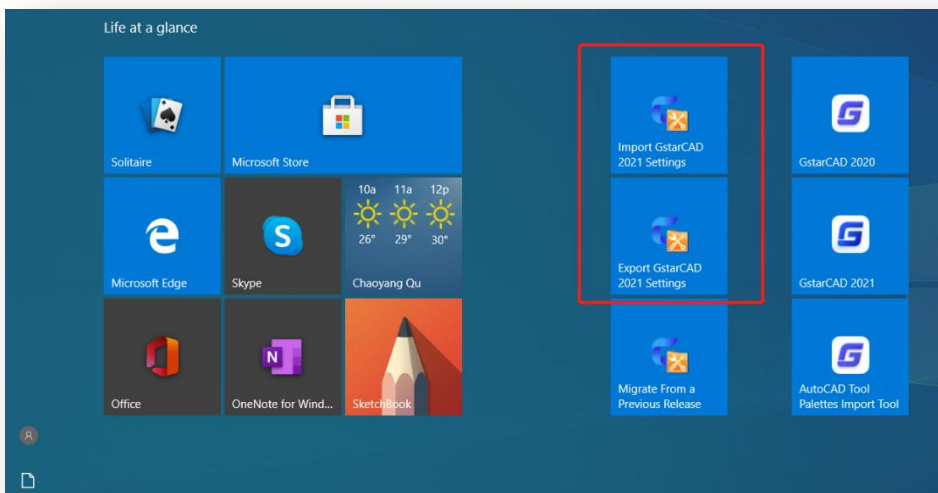 Life at a glance
Solitaire
Microsoft Store
Import GstarCAD
2021 Settings
GstarCAD 2020
Microsoft Edge
S
Skype
10a 11a 12p
26° 29° 30°
Chaoyang Qu
Export GstarCAD
2021 Settings
GstarCAD 2021
Office
N
OneNote for Wind...
SketchBook
Migrate From a
Previous Release
AutoCAD Tool
Palettes Import Tool